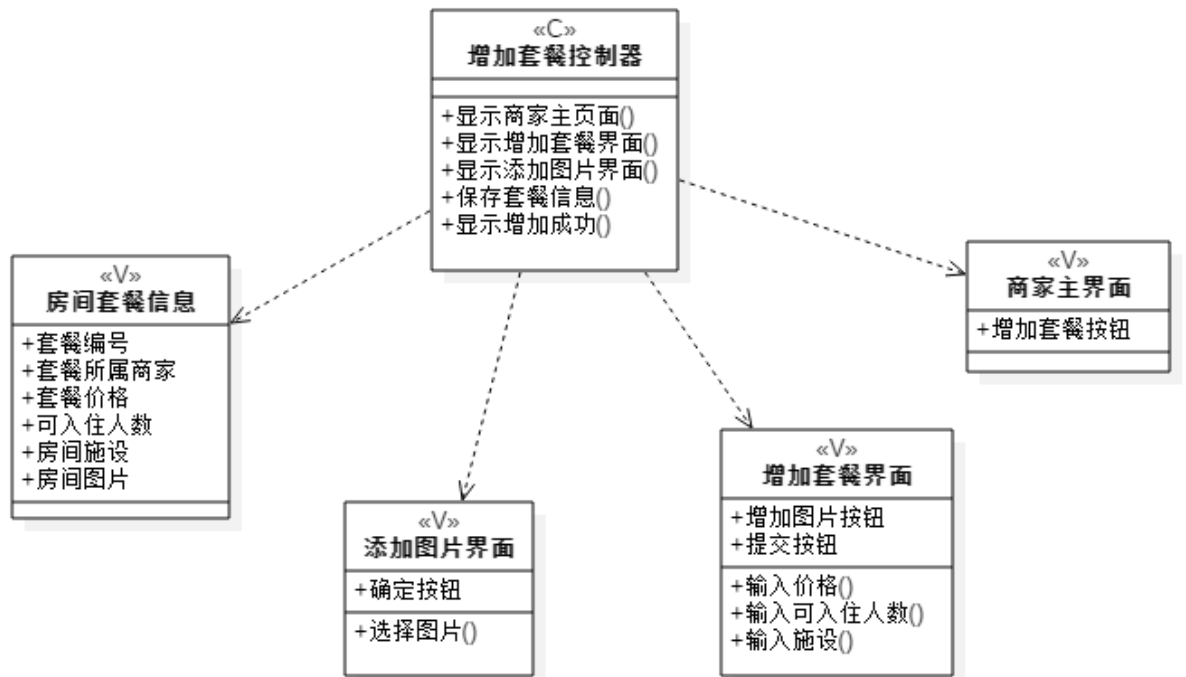 «C»
增加套餐控制器
+显示商家主页面()
+显示增加套餐界面()
+显示添加图片界面()
+保存套餐信息()
+显示增加成功()
«V»
房间套餐信息
+套餐编号
+套餐所属商家
+套餐价格
+可入住人数
+房间施设
+房间图片
«V»
添加图片界面
+确定按钮
+选择图片()
«V»
增加套餐界面
+增加图片按钮
+提交按钮
+输入价格()
+输入可入住人数()
+输入施设()
«V»
商家主界面
+增加套餐按钮